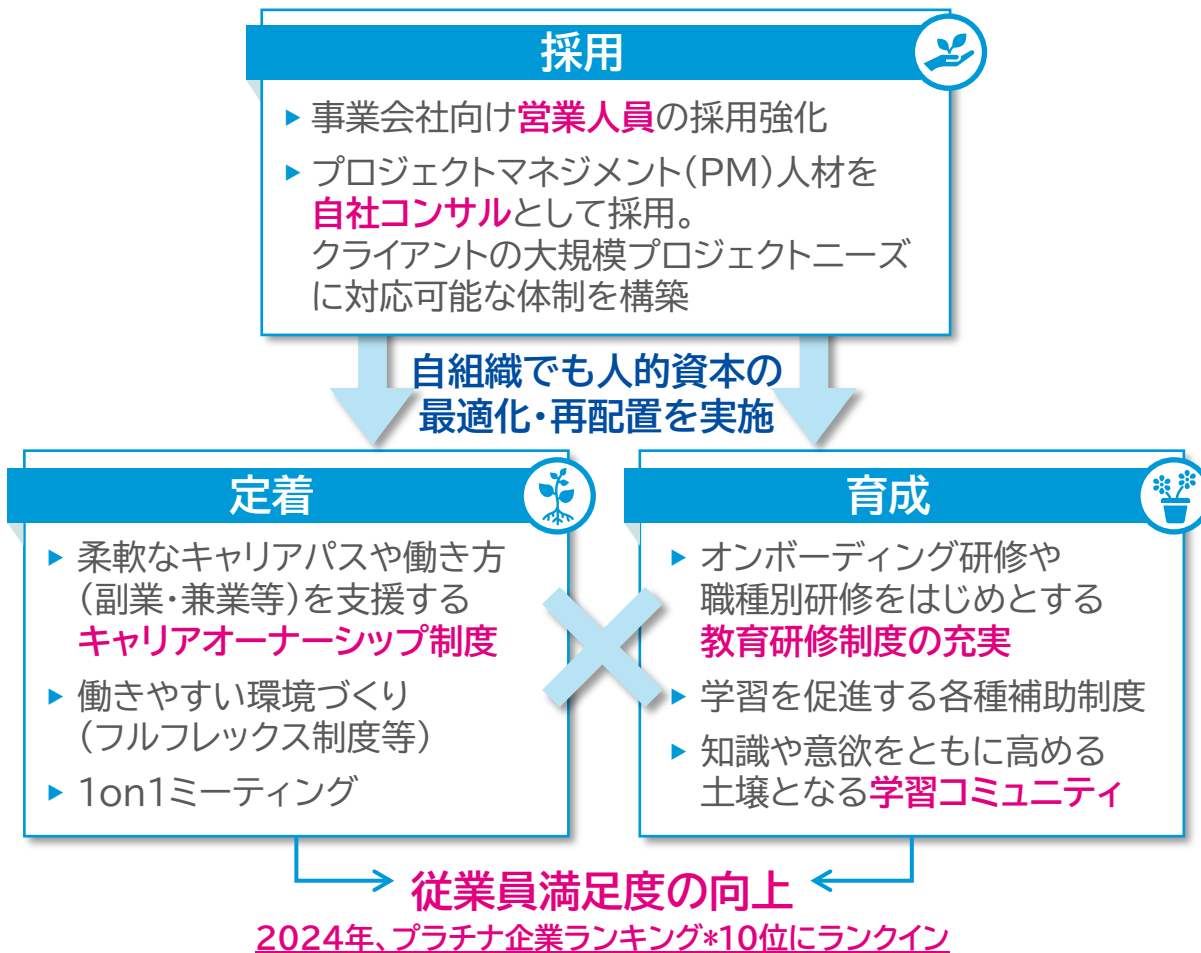 採用
▶ 事業会社向け営業人員の採用強化
▶ プロジェクトマネジメント(PM)人材を
自社コンサルとして採用。
クライアントの大規模プロジェクトニーズ
に対応可能な体制を構築
自組織でも人的資本の
最適化・再配置を実施
定着
▶ 柔軟なキャリアパスや働き方
(副業・兼業等)を支援する
キャリアオーナーシップ制度
▶ 働きやすい環境づくり
(フルフレックス制度等)
▶ 1on1ミーティング
育成
▶ オンボーディング研修や
職種別研修をはじめとする
教育研修制度の充実
▶ 学習を促進する各種補助制度
▶ 知識や意欲をともに高める
土壌となる学習コミュニティ
従業員満足度の向上
2024年、プラチナ企業ランキング*10位にランクイン